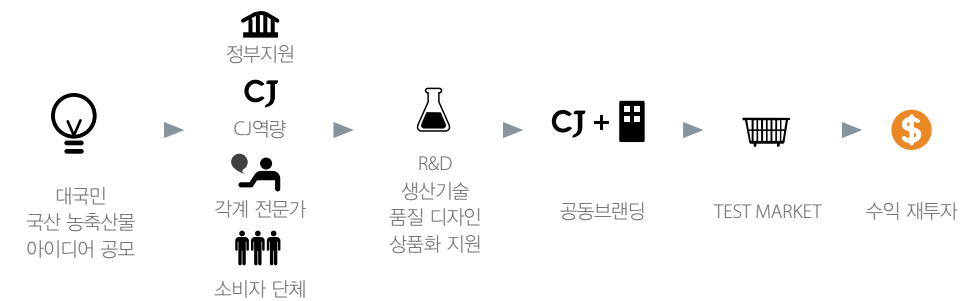 대국민
국산 농축산물
아이디어 공모
정부지원
CJ
CJ역량
각계 전문가
소비자 단체
R&D
생산기술
품질 디자인
상품화 지원
CJ +
공동브랜딩
TEST MARKET
$
수익 재투자